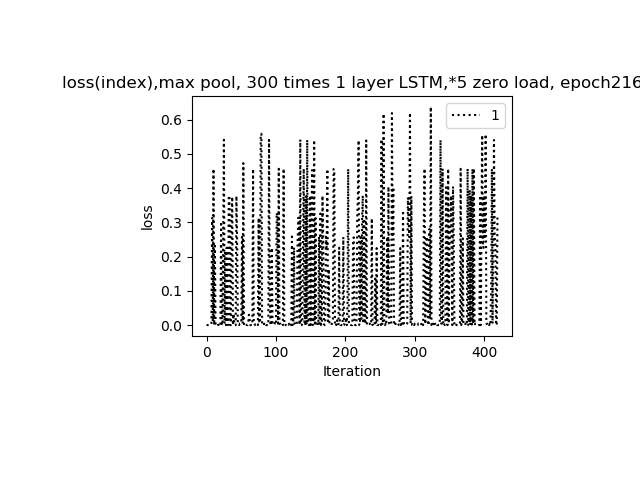 loss(index),max pool, 300 times 1 layer LSTM,*5 zero load, epoch216
1
loss
0.6
0.5
0.4
0.3
0.2
0.1
0.0
0 100 200 300 400
Iteration